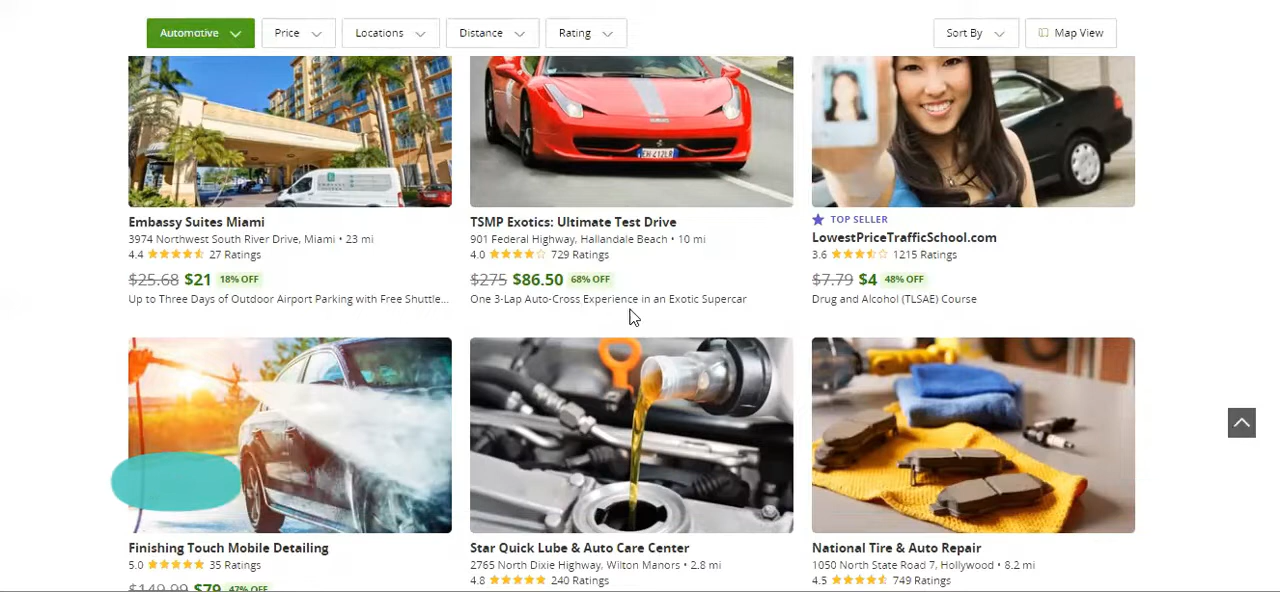 Automotive
Price
Locations
Distance
Rating
Sort By
Map View
Embassy Suites Miami
3974 Northwest South River Drive, Miami • 23 mi
4.4 27 Ratings
$25.68 $21 18% OFF
Up to Three Days of Outdoor Airport Parking with Free Shuttle...
TSMP Exotics: Ultimate Test Drive
901 Federal Highway, Hallandale Beach • 10 mi
4.0 729 Ratings
$275 $86.50 68% OFF
One 3-Lap Auto-Cross Experience in an Exotic Supercar
TOP SELLER
LowestPriceTrafficSchool.com
3.6 1215 Ratings
$7.79 $4 48% OFF
Drug and Alcohol (TLSAE) Course
Finishing Touch Mobile Detailing
5.0 35 Ratings
$149.99 $79 47% OFF
Star Quick Lube & Auto Care Center
2765 North Dixie Highway, Wilton Manors • 2.8 mi
4.8 240 Ratings
National Tire & Auto Repair
1050 North State Road 7, Hollywood • 8.2 mi
4.5 749 Ratings